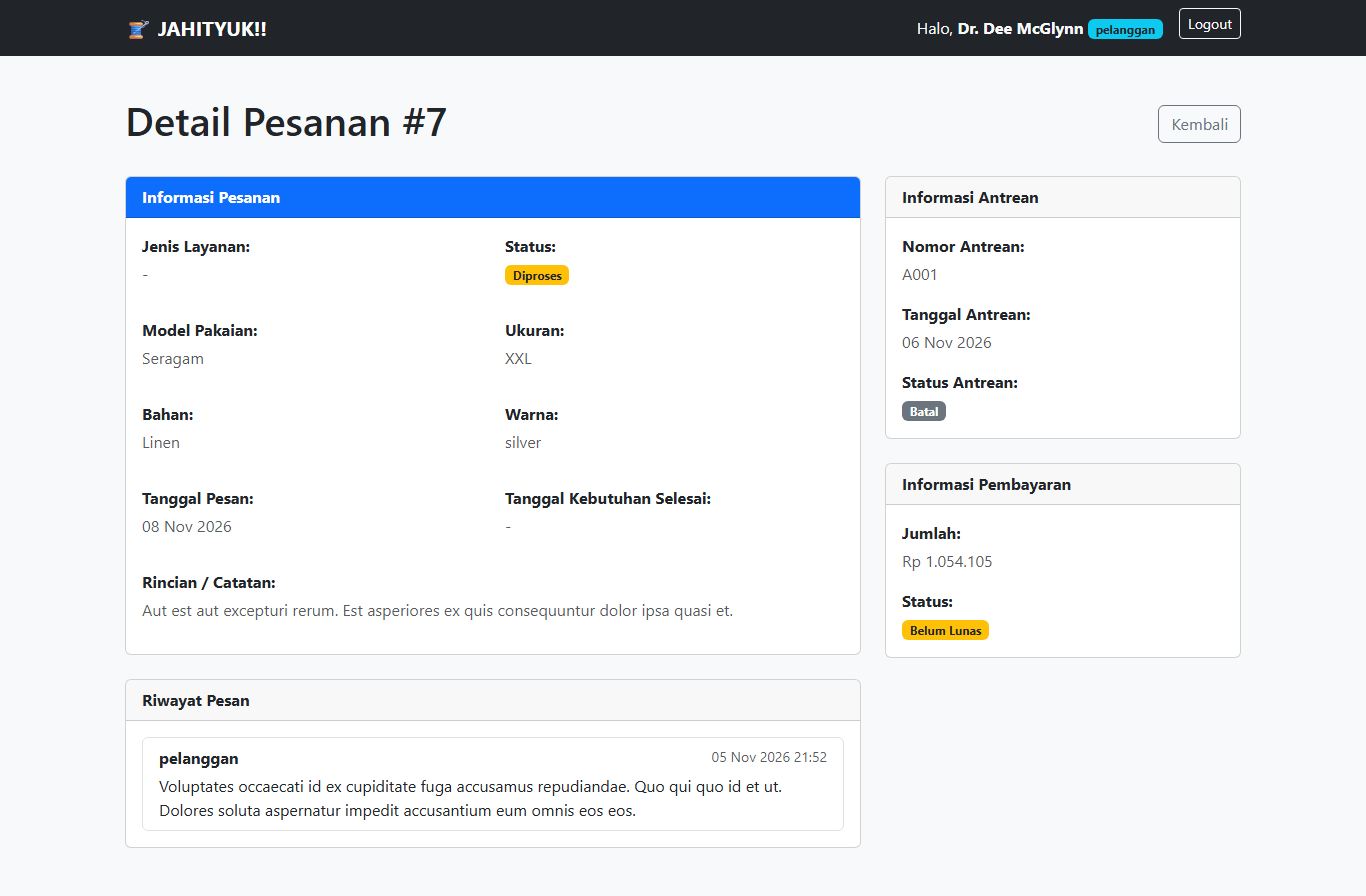 JAHITYUK!!
Halo, Dr. Dee McGlynn pelanggan Logout
Detail Pesanan #7
Kembali
Informasi Pesanan
Jenis Layanan:
-
Status:
Diproses
Model Pakaian:
Seragam
Ukuran:
XXL
Bahan:
Linen
Warna:
silver
Tanggal Pesan:
08 Nov 2026
Tanggal Kebutuhan Selesai:
-
Rincian / Catatan:
Aut est aut excepturi rerum. Est asperiores ex quis consequuntur dolor ipsa quasi et.
Informasi Antrean
Nomor Antrean:
A001
Tanggal Antrean:
06 Nov 2026
Status Antrean:
Batal
Informasi Pembayaran
Jumlah:
Rp 1.054.105
Status:
Belum Lunas
Riwayat Pesan
pelanggan
05 Nov 2026 21:52
Voluptates occaecati id ex cupiditate fuga accusamus repudiandae. Quo qui quo id et ut.
Dolores soluta aspernatur impedit accusantium eum omnis eos eos.